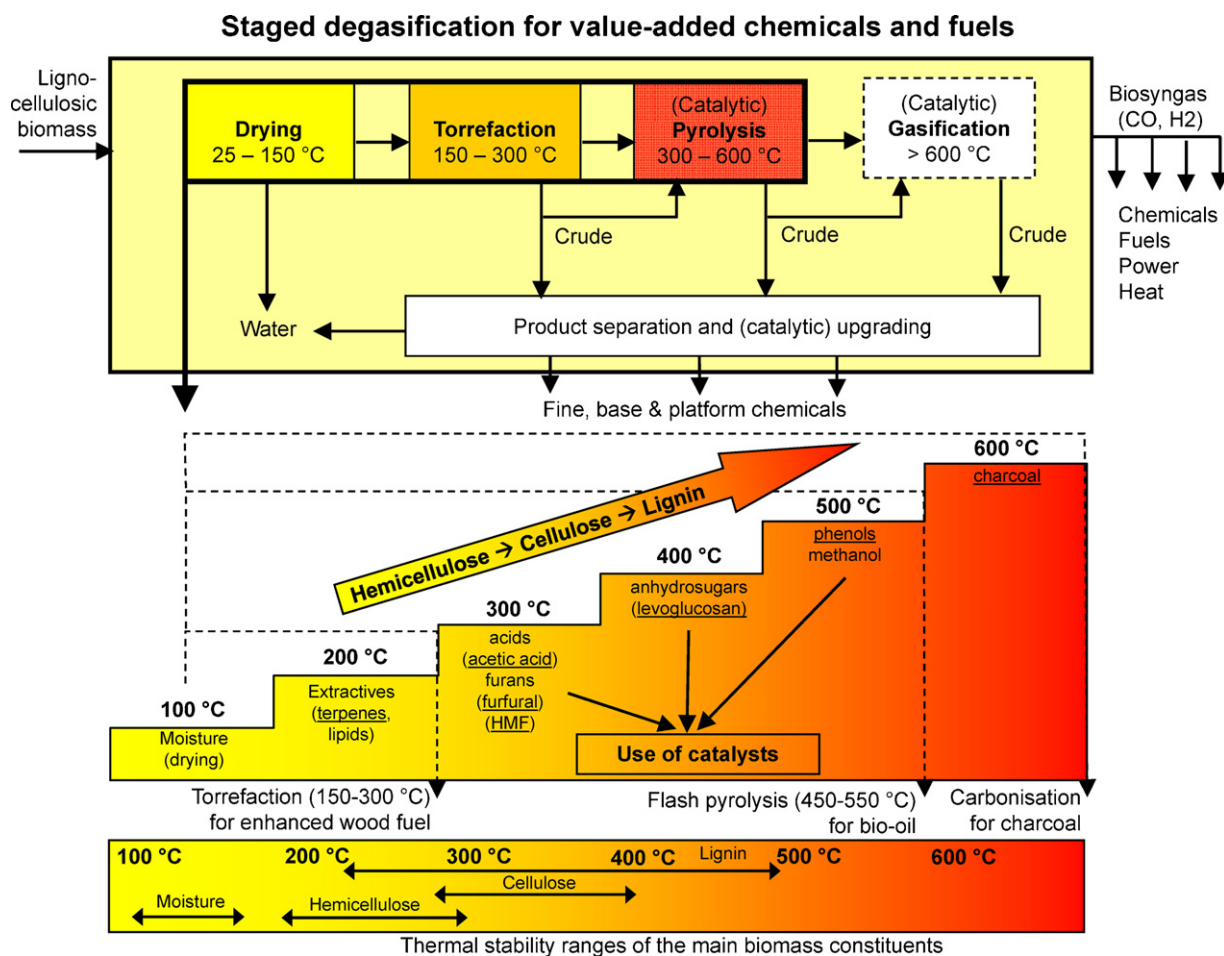 Staged degasification for value-added chemicals and fuels
Ligno-
cellulosic
biomass
Drying
25 – 150 °C
Torrefaction
150 – 300 °C
(Catalytic)
Pyrolysis
300 – 600 °C
(Catalytic)
Gasification
> 600 °C
Biosyngas
(CO, H2)
Chemicals
Fuels
Power
Heat
Crude
Crude
Crude
Water
Product separation and (catalytic) upgrading
Fine, base & platform chemicals
Hemicellulose → Cellulose → Lignin
100 °C
Moisture
(drying)
200 °C
Extractives
(terpenes,
lipids)
300 °C
acids
(acetic acid)
furans
(furfural)
(HMF)
400 °C
anhydrosugars
(levoglucosan)
500 °C
phenols
methanol
600 °C
charcoal
Use of catalysts
Torrefaction (150-300 °C)
for enhanced wood fuel
Flash pyrolysis (450-550 °C)
for bio-oil
Carbonisation
for charcoal
100 °C 200 °C 300 °C 400 °C Lignin 500 °C 600 °C
Cellulose
Moisture Hemicellulose
Thermal stability ranges of the main biomass constituents